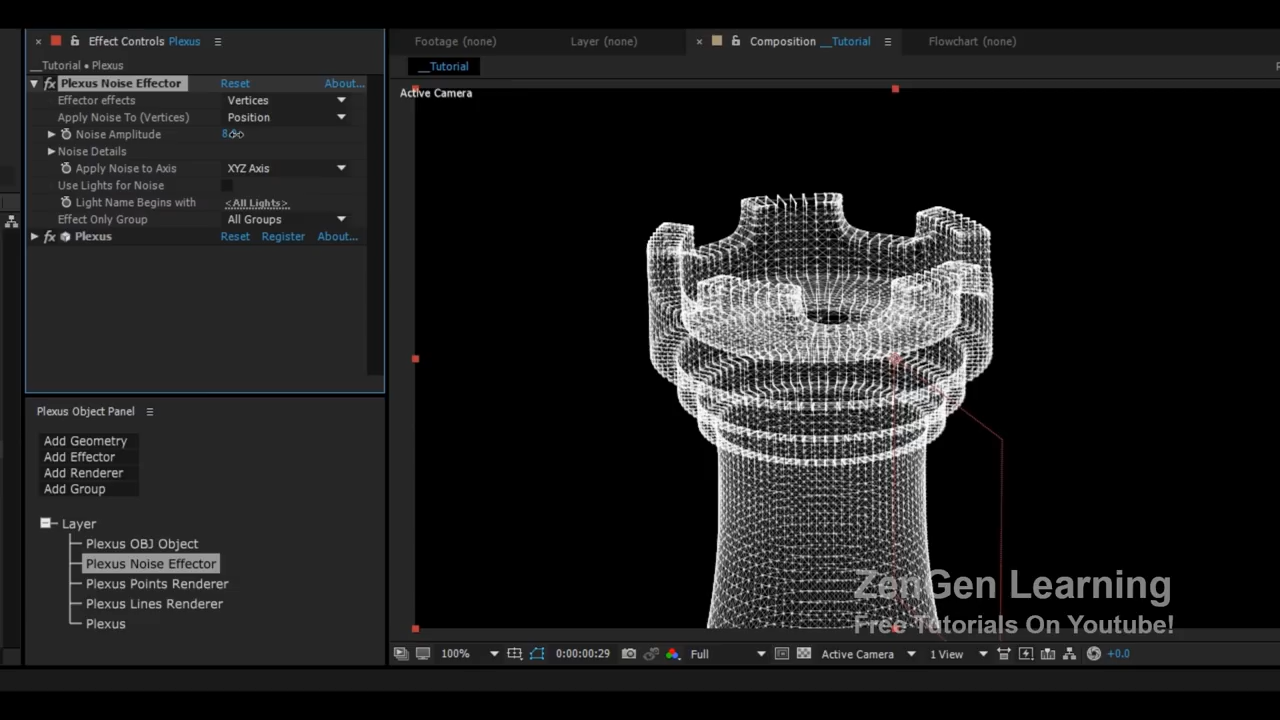 Effect Controls Plexus
__Tutorial • Plexus
fx Plexus Noise Effector Reset About...
Effector effects Vertices
Apply Noise To (Vertices) Position
Noise Amplitude
Noise Details
Apply Noise to Axis XYZ Axis
Use Lights for Noise
Light Name Begins with <All Lights>
Effect Only Group All Groups
fx Plexus Reset Register About...
Plexus Object Panel
Add Geometry
Add Effector
Add Renderer
Add Group
Layer
Plexus OBJ Object
Plexus Noise Effector
Plexus Points Renderer
Plexus Lines Renderer
Plexus
Footage (none) Layer (none) Composition __Tutorial Flowchart (none)
__Tutorial
Active Camera
ZenGen Learning
Free Tutorials On Youtube!
100% 0:00:00:29 Full Active Camera 1 View +0.0